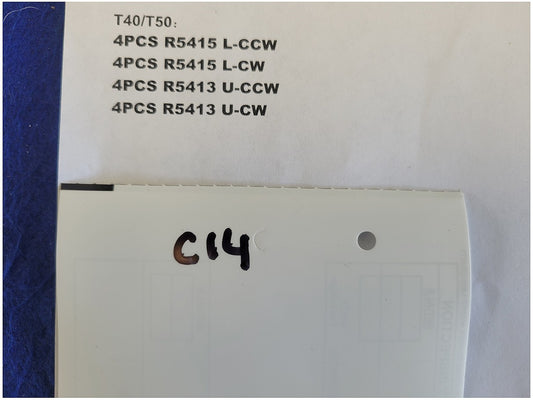 T40/T50:
4PCS R5415 L-CCW
4PCS R5415 L-CW
4PCS R5413 U-CCW
4PCS R5413 U-CW
C14